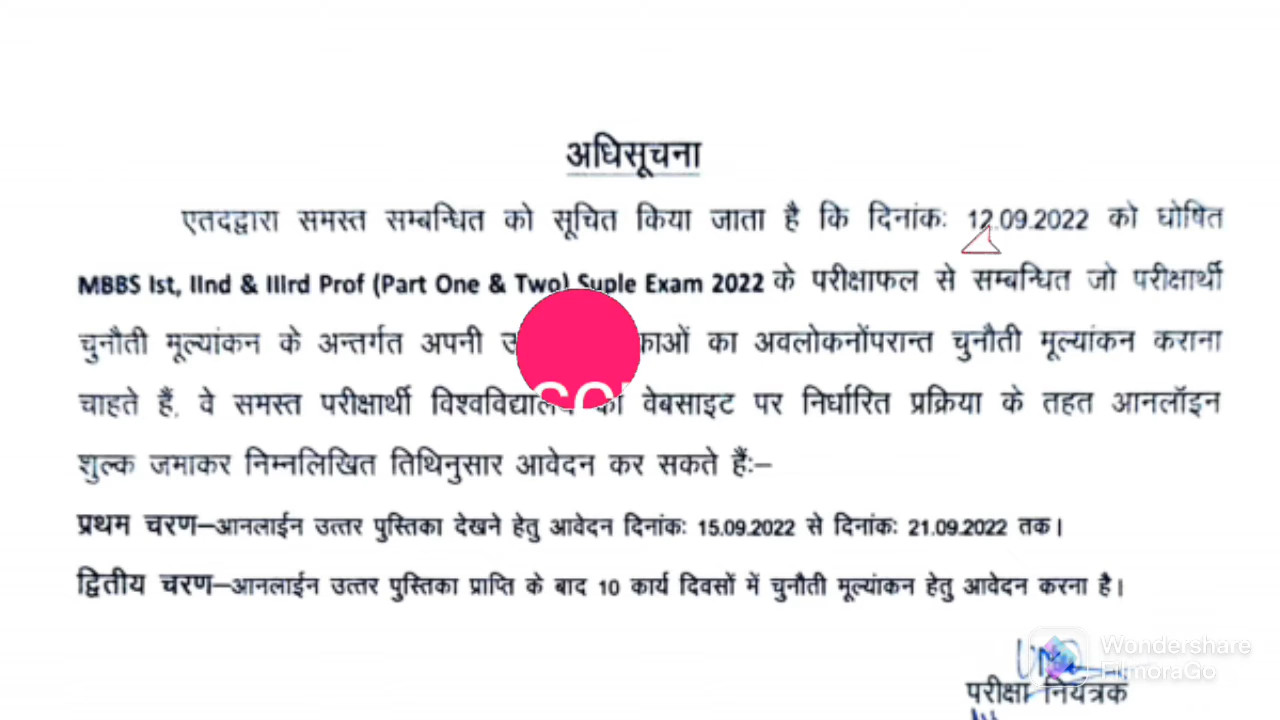 अधिसूचना
एतदद्वारा समस्त सम्बन्धित को सूचित किया जाता है कि दिनांकः 12.09.2022 को घोषित
MBBS Ist, IInd & IIIrd Prof (Part One & Two) Suple Exam 2022 के परीक्षाफल से सम्बन्धित जो परीक्षार्थी
चुनौती मूल्यांकन के अन्तर्गत अपनी का अवलोकनोंपरान्त चुनौती मूल्यांकन कराना
चाहते हैं, वे समस्त परीक्षार्थी विश्वविद्यालय की वेबसाइट पर निर्धारित प्रक्रिया के तहत आनलॉइन
शुल्क जमाकर निम्नलिखित तिथिनुसार आवेदन कर सकते हैंः–
प्रथम चरण–आनलाईन उत्तर पुस्तिका देखने हेतु आवेदन दिनांकः 15.09.2022 से दिनांकः 21.09.2022 तक।
द्वितीय चरण–आनलाईन उत्तर पुस्तिका प्राप्ति के बाद 10 कार्य दिवसों में चुनौती मूल्यांकन हेतु आवेदन करना है।
Wondershare
FilmoraGo
परीक्षा नियंत्रक